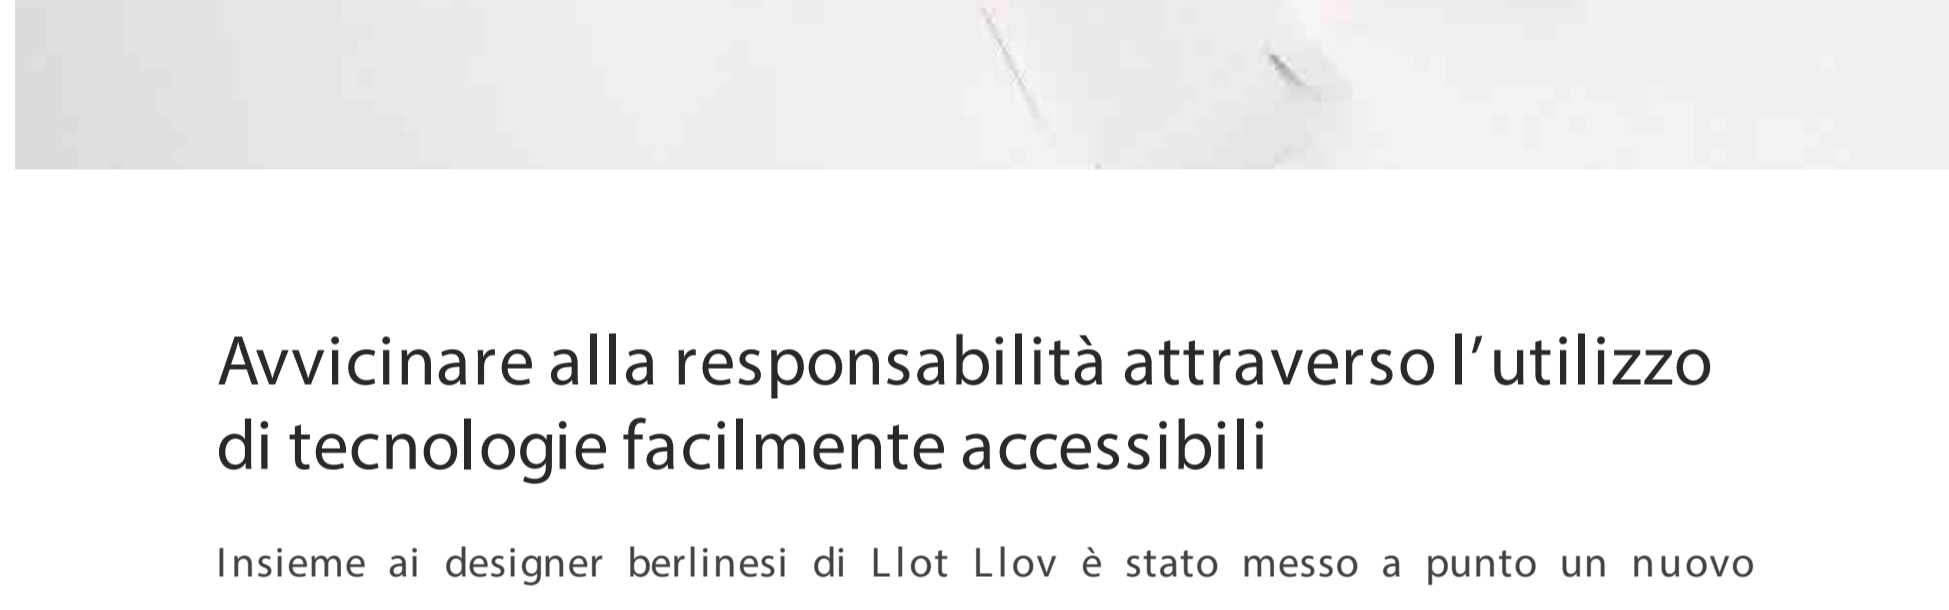 Avvicinare alla responsabilità attraverso l’utilizzo
di tecnologie facilmente accessibili
Insieme ai designer berlinesi di Llot Llov è stato messo a punto un nuovo